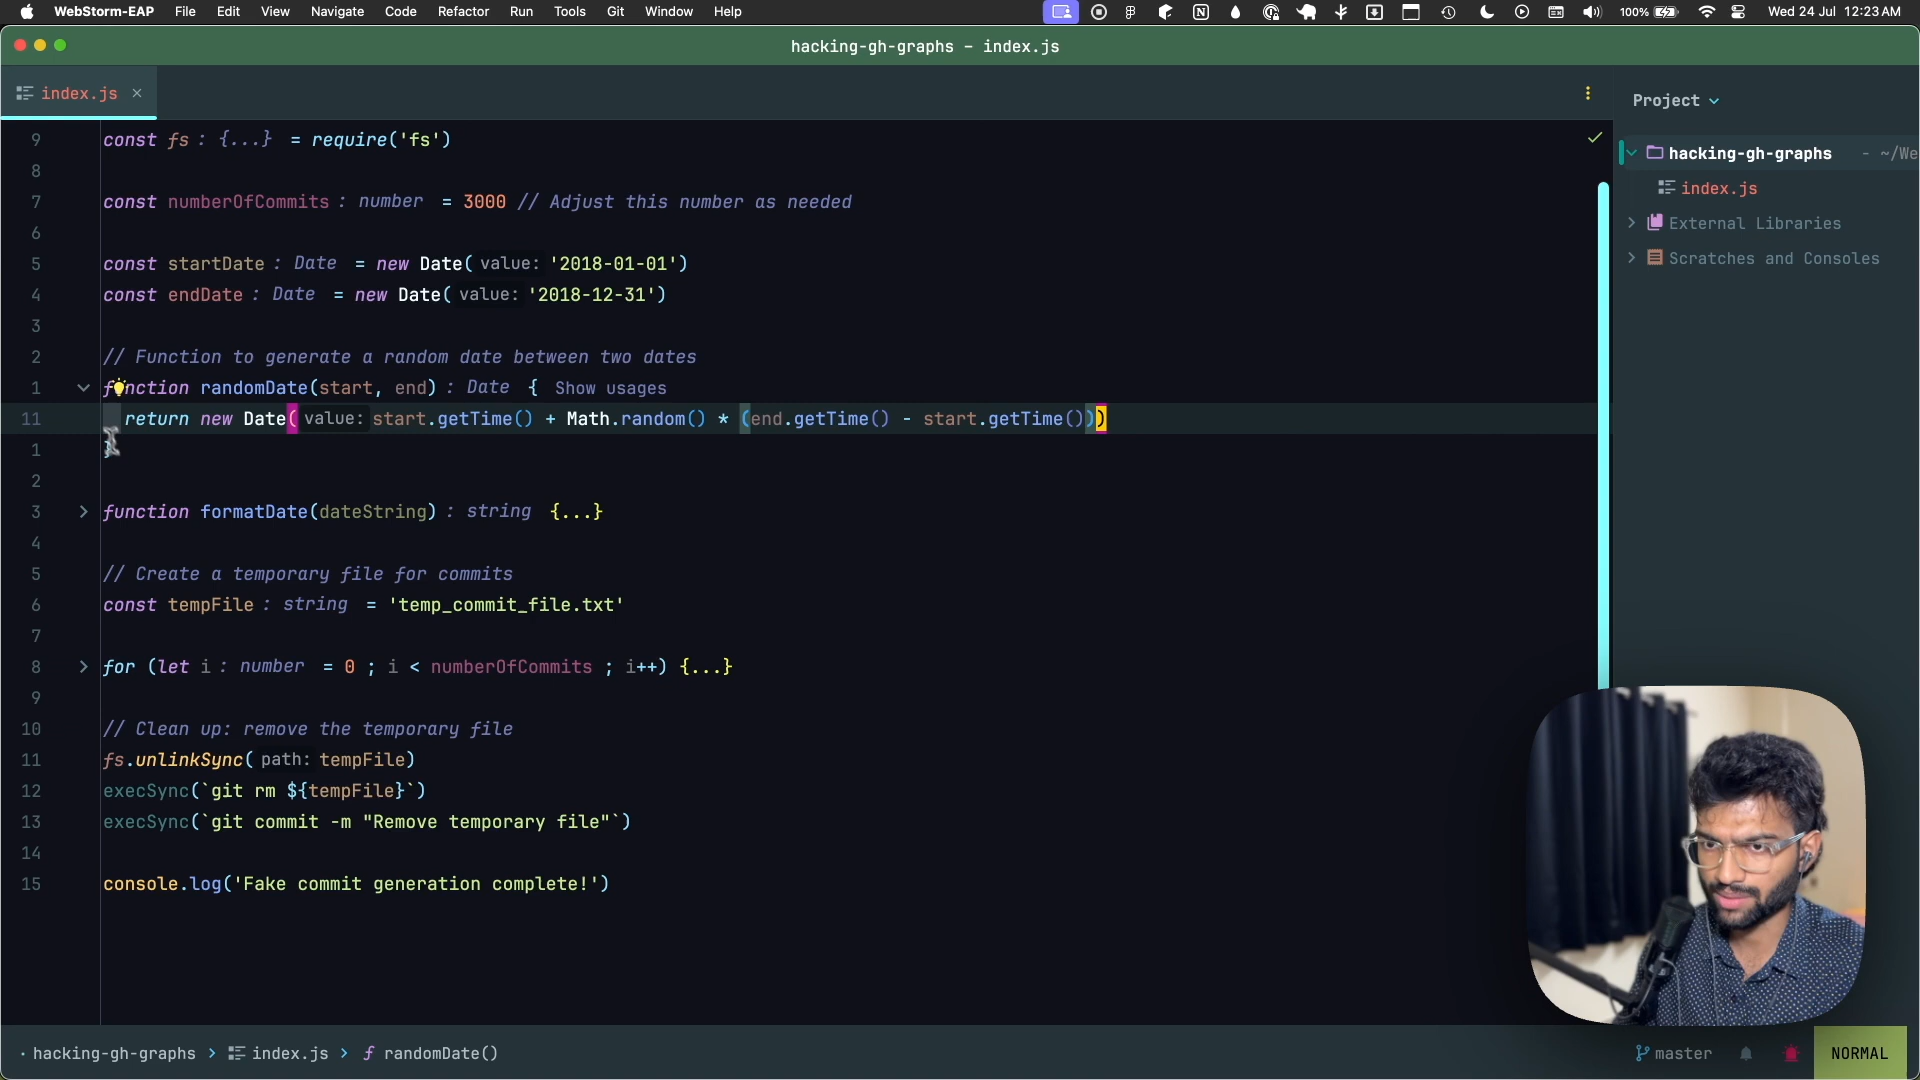 WebStorm-EAP File Edit View Navigate Code Refactor Run Tools Git Window Help 100% Wed 24 Jul 12:23 AM
hacking-gh-graphs – index.js
index.js
Project
9 const fs : {...} = require('fs')
8
7 const numberOfCommits : number = 3000 // Adjust this number as needed
6
5 const startDate : Date = new Date( value: '2018-01-01')
4 const endDate : Date = new Date( value: '2018-12-31')
3
2 // Function to generate a random date between two dates
1 function randomDate(start, end) : Date { Show usages
11 return new Date( value: start.getTime() + Math.random() * (end.getTime() - start.getTime()))
1 }
2
3 function formatDate(dateString) : string {...}
4
5 // Create a temporary file for commits
6 const tempFile : string = 'temp_commit_file.txt'
7
8 for (let i : number = 0 ; i < numberOfCommits ; i++) {...}
9
10 // Clean up: remove the temporary file
11 fs.unlinkSync( path: tempFile)
12 execSync(`git rm ${tempFile}`)
13 execSync(`git commit -m "Remove temporary file"`)
14
15 console.log('Fake commit generation complete!')
hacking-gh-graphs - ~/We
index.js
External Libraries
Scratches and Consoles
hacking-gh-graphs > index.js > f randomDate()
master
NORMAL